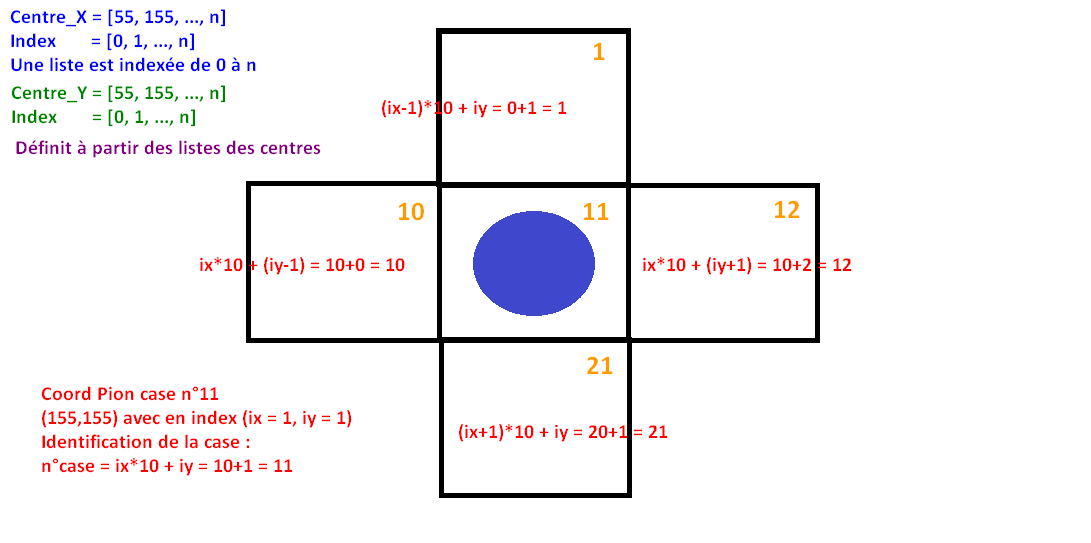 Centre_X = [55, 155, ..., n]
Index = [0, 1, ..., n]
Une liste est indexée de 0 à n
Centre_Y = [55, 155, ..., n]
Index = [0, 1, ..., n]
Définit à partir des listes des centres
1
(ix-1)*10 + iy = 0+1 = 1
10
ix*10 + (iy-1) = 10+0 = 10
11
12
ix*10 + (iy+1) = 10+2 = 12
21
(ix+1)*10 + iy = 20+1 = 21
Coord Pion case n°11
(155,155) avec en index (ix = 1, iy = 1)
Identification de la case :
n°case = ix*10 + iy = 10+1 = 11